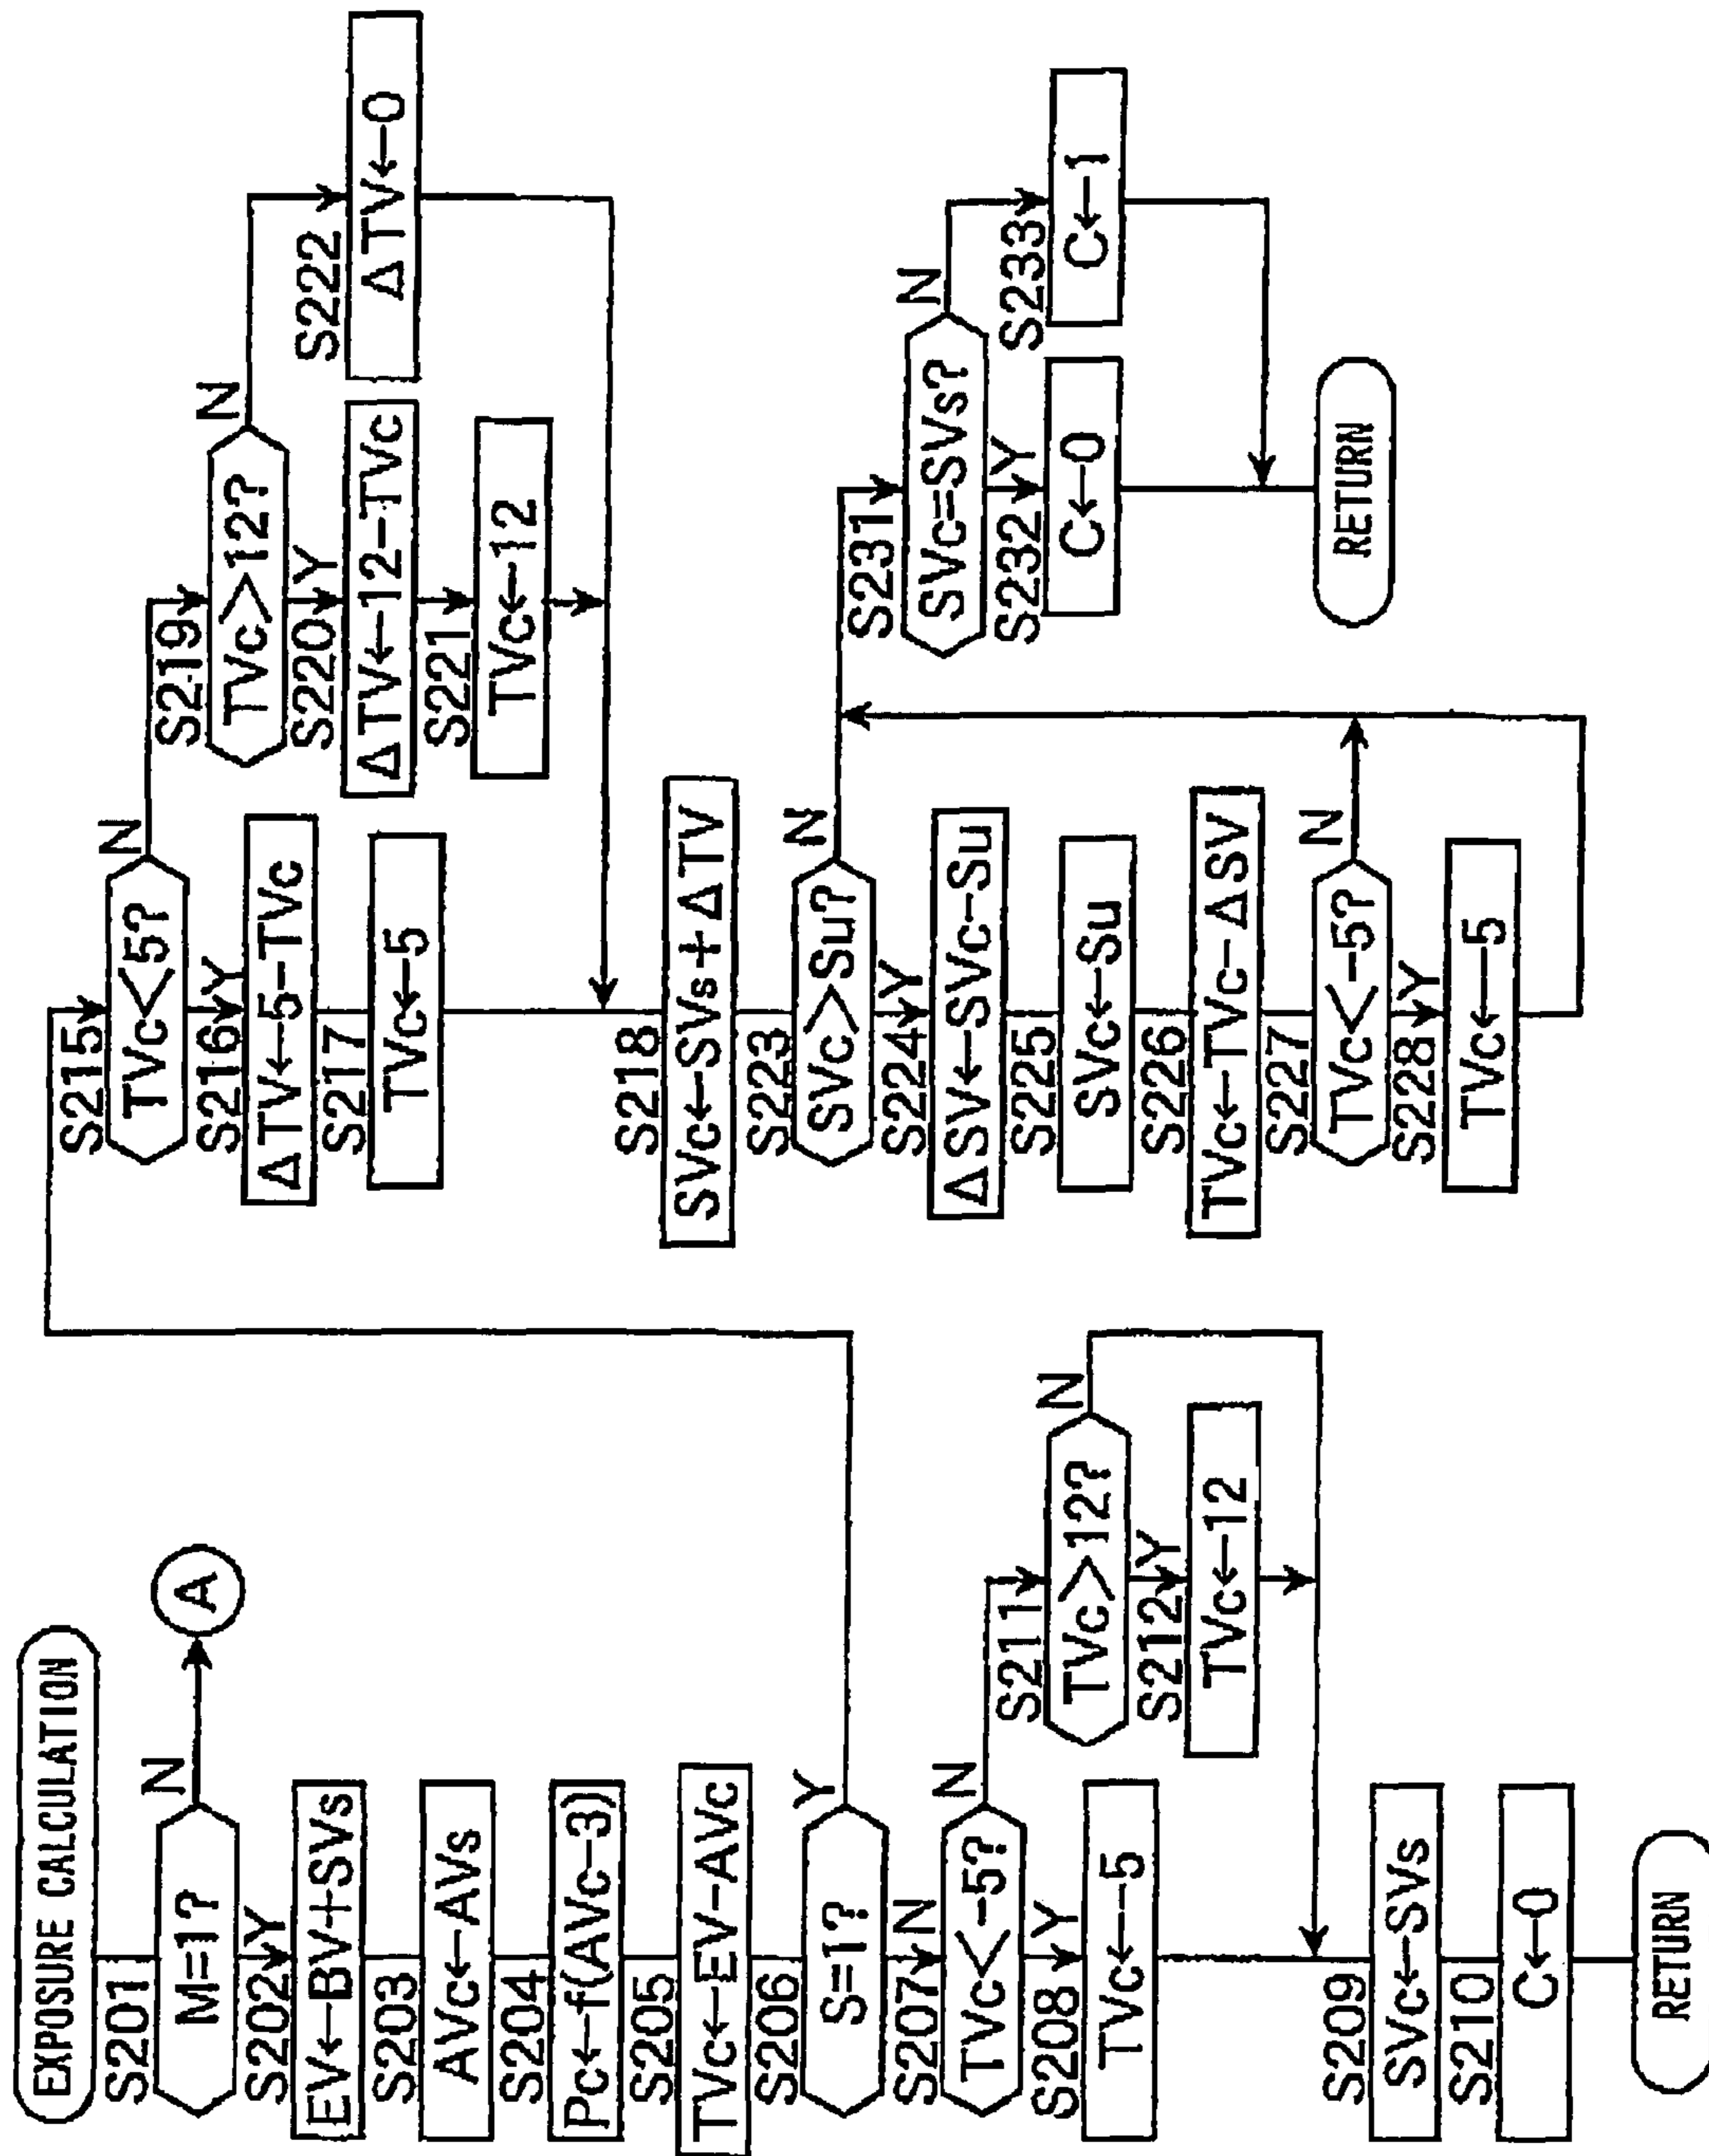 EXPOSURE CALCULATION
S201
M=1?
N
A
S202
Y
EV←BV+SVs
S203
AVc←AVs
S204
Pc←f(AVc-3)
S205
TVc←EV-AVc
S206
S=1?
Y
S207
N
TVc<-5?
N
S208
Y
TVc←-5
S211
TVc>12?
N
S212
Y
TVc←12
S209
SVc←SVs
S210
C←0
RETURN
S215
TVc<5?
N
S216
Y
ΔTV←5-TVc
S217
TVc←5
S219
TVc>12?
N
S220
Y
ΔTV←12-TVc
S221
TVc←12
S222
ΔTV←0
S218
SVc←SVs+ΔTV
S223
SVc>Su?
N
S224
Y
ΔSV←SVc-Su
S225
SVc←Su
S226
TVc←TVc-ΔSV
S227
TVc<-5?
N
S228
Y
TVc←-5
S231
SVc=SVs?
N
S232
Y
C←0
S233
C←1
RETURN